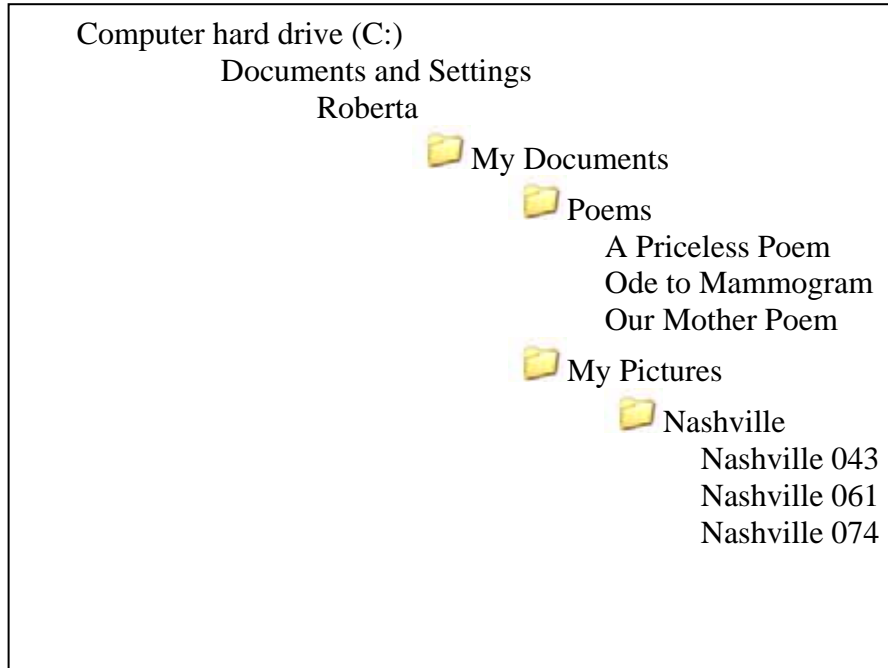 Computer hard drive (C:)
Documents and Settings
Roberta
My Documents
Poems
A Priceless Poem
Ode to Mammogram
Our Mother Poem
My Pictures
Nashville
Nashville 043
Nashville 061
Nashville 074